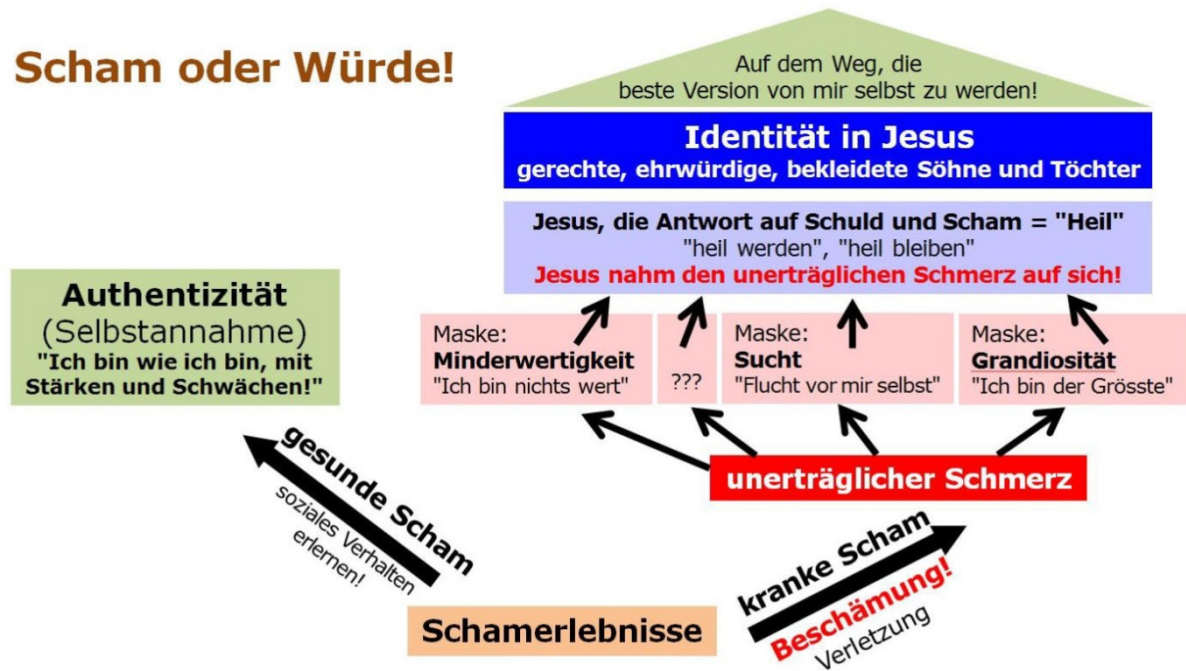 Scham oder Würde!
Auf dem Weg, die
beste Version von mir selbst zu werden!
Identität in Jesus
gerechte, ehrwürdige, bekleidete Söhne und Töchter
Jesus, die Antwort auf Schuld und Scham = "Heil"
"heil werden", "heil bleiben"
Jesus nahm den unerträglichen Schmerz auf sich!
Authentizität
(Selbstannahme)
"Ich bin wie ich bin, mit
Stärken und Schwächen!"
Maske:
Minderwertigkeit
"Ich bin nichts wert"
???
Maske:
Sucht
"Flucht vor mir selbst"
Maske:
Grandiosität
"Ich bin der Grösste"
unerträglicher Schmerz
gesunde Scham
soziales Verhalten
erlernen!
kranke Scham
Beschämung!
Verletzung
Schamerlebnisse